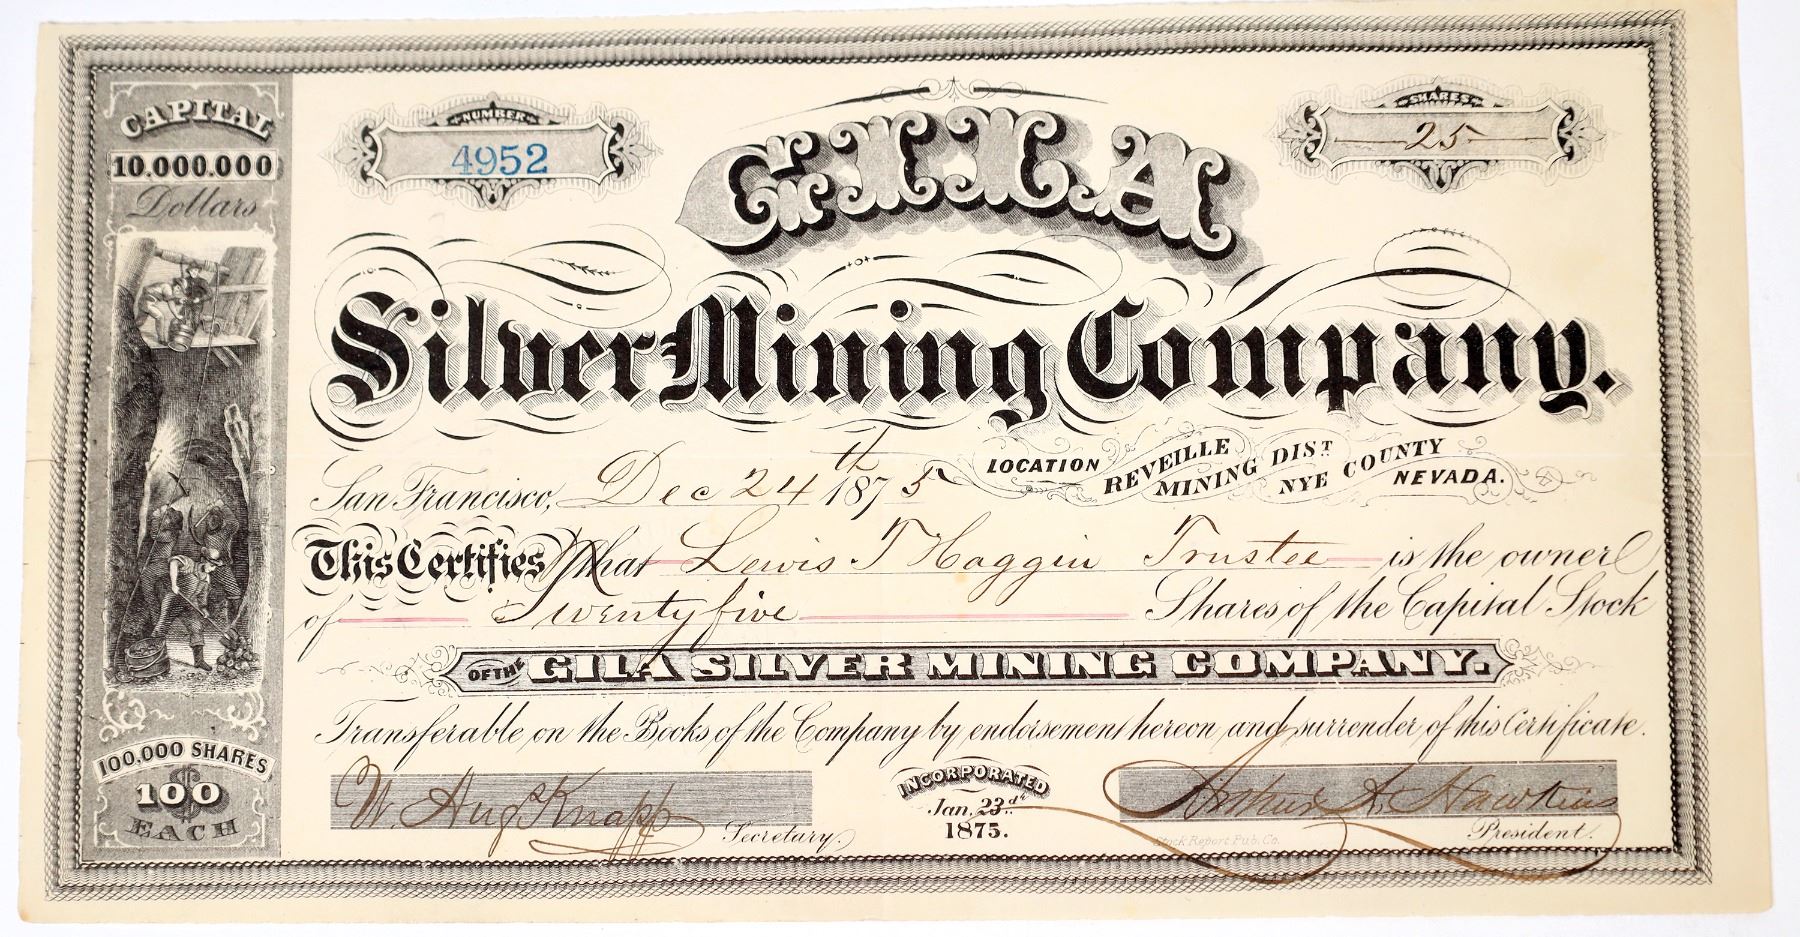 CAPITAL
10.000.000
Dollars
100,000 SHARES
$
100
EACH
NUMBER
4952
SHARES
25
GILA
Silver Mining Company.
San Francisco, Dec 24th 1875
LOCATION REVEILLE MINING DIST NYE COUNTY NEVADA.
This Certifies that Lewis T Haggin Trustee is the owner
of Twenty five Shares of the Capital Stock
OF THE GILA SILVER MINING COMPANY.
Transferable on the Books of the Company by endorsement hereon and surrender of this Certificate.
W. Augs Knapp Secretary.
INCORPORATED
Jan. 23d.
1875.
Arthur A. Hawkins President.
Stock Report Pub. Co.